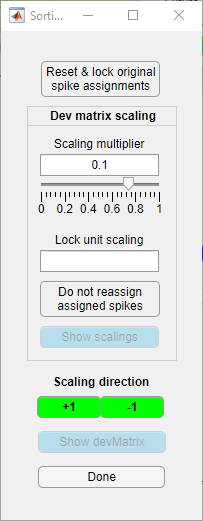 Sorti...
Reset & lock original
spike assignments
Dev matrix scaling
Scaling multiplier
0.1
0 0.2 0.4 0.6 0.8 1
Lock unit scaling
Do not reassign
assigned spikes
Show scalings
Scaling direction
+1 -1
Show devMatrix
Done